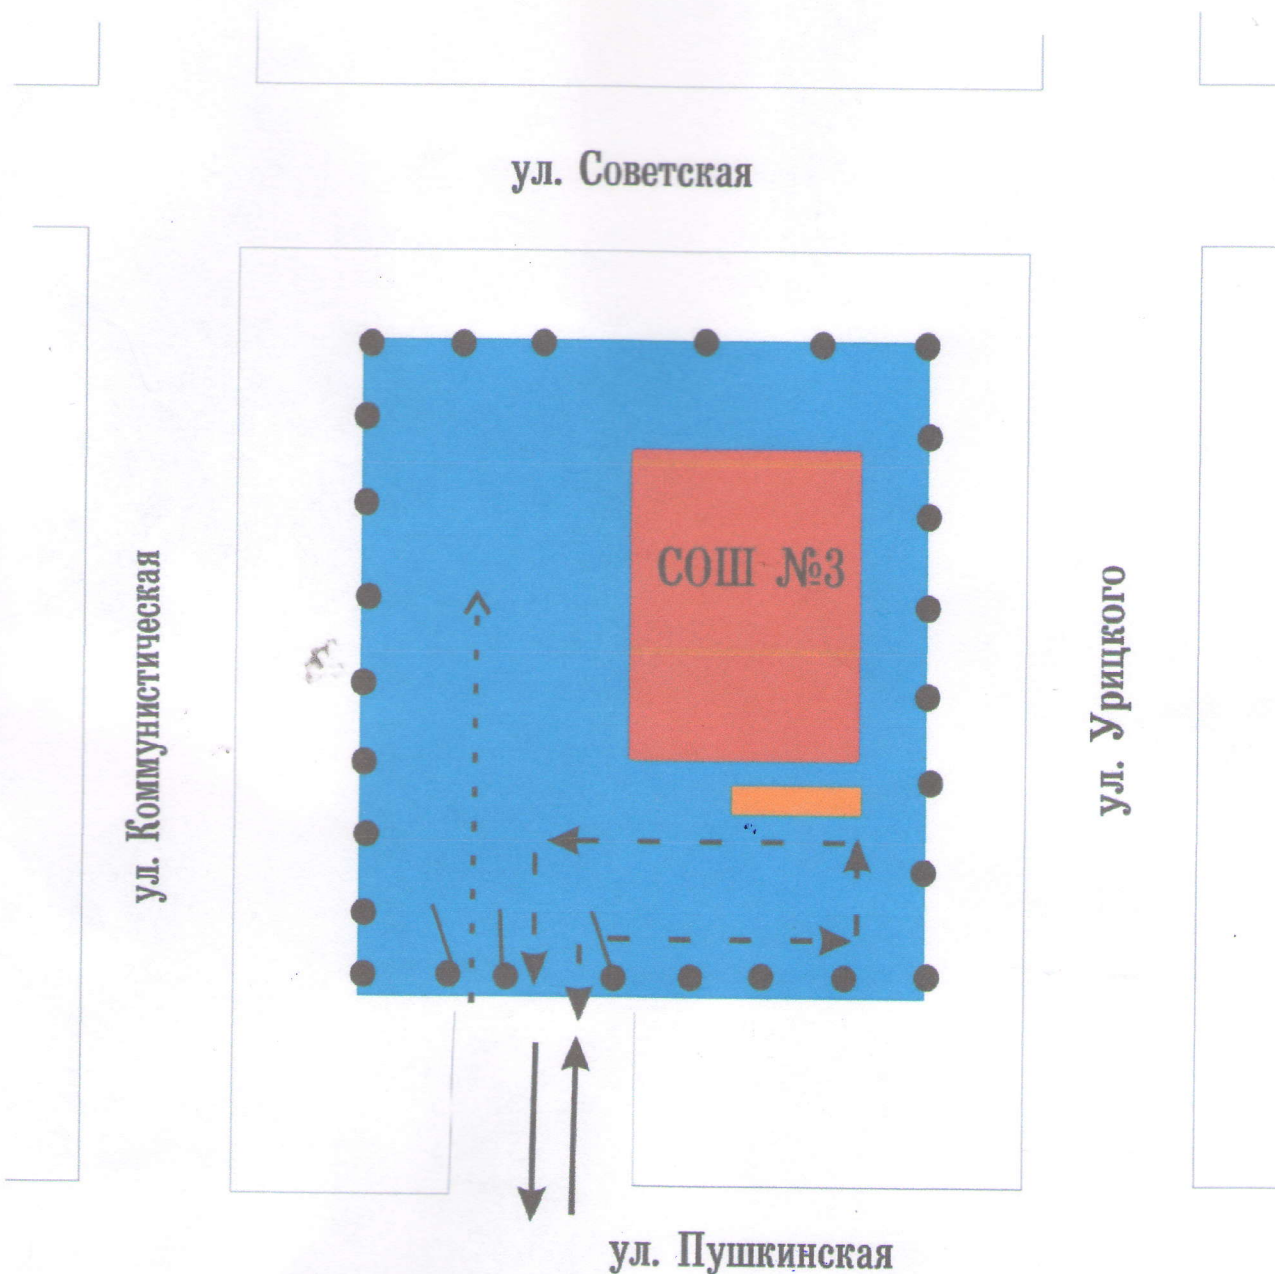 ул. Советская
СОШ №3
ул. Коммунистическая
ул. Урицкого
ул. Пушкинская